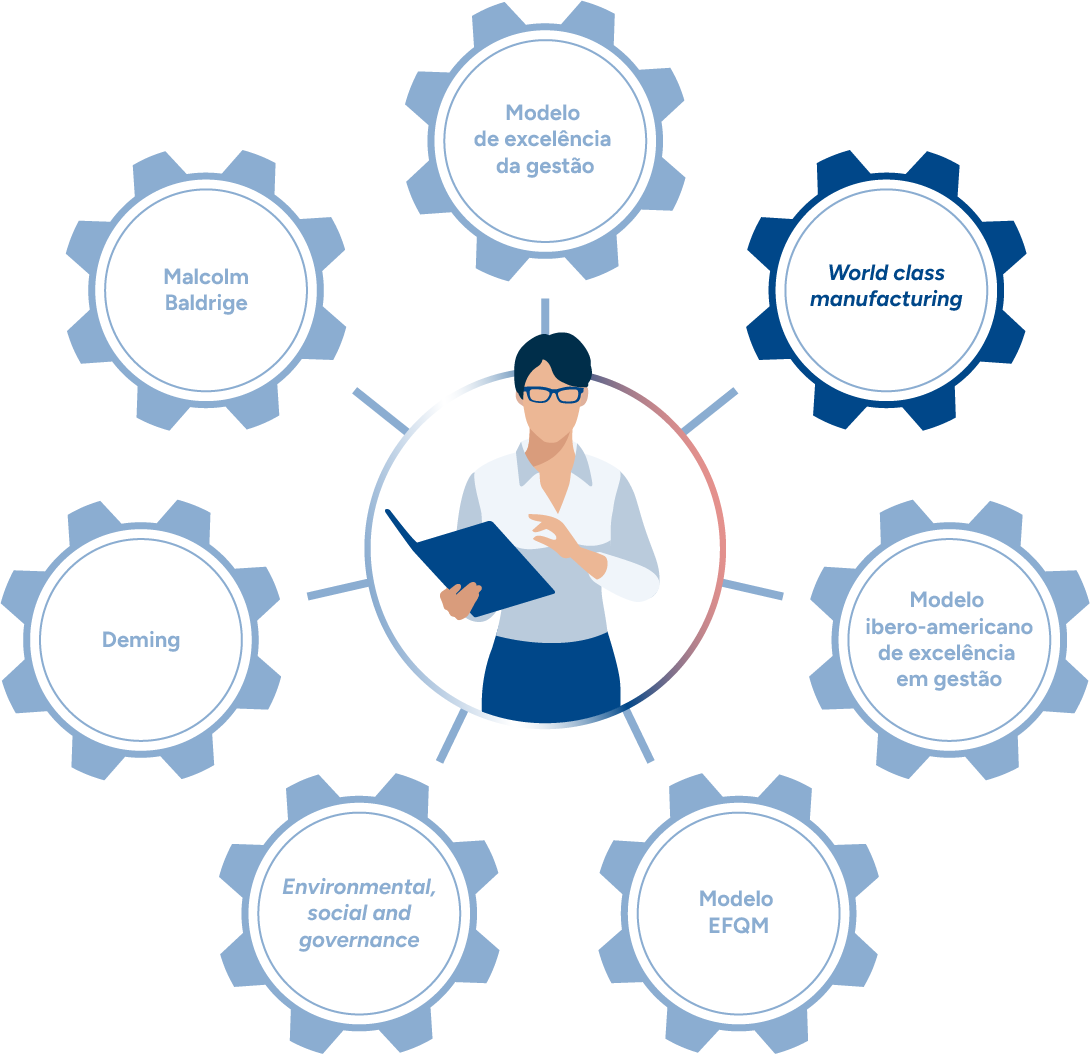 Modelo
de excelência
da gestão
Malcolm
Baldrige
World class
manufacturing
Deming
Modelo
ibero-americano
de excelência
em gestão
Environmental,
social and
governance
Modelo
EFQM